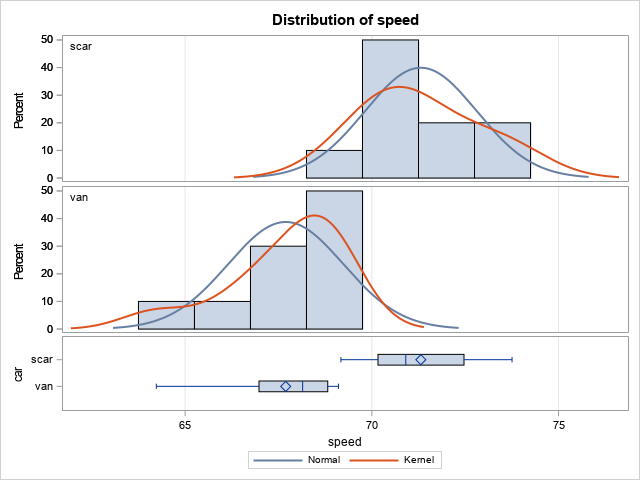 Distribution of speed
scar
50
40
30
20
10
0
Percent
van
50
40
30
20
10
0
Percent
scar
van
car
65 70 75
speed
Normal Kernel